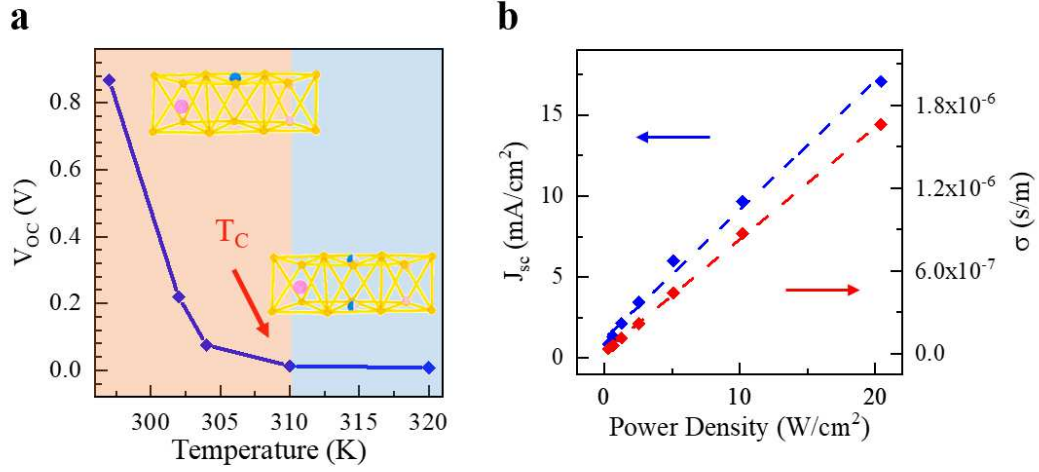 a
0.8
0.6
0.4
0.2
0.0
V_OC (V)
T_C
300
305
310
315
320
Temperature (K)
b
15
10
5
0
J_sc (mA/cm²)
1.8x10⁻⁶
1.2x10⁻⁶
6.0x10⁻⁷
0.0
σ (s/m)
0
10
20
Power Density (W/cm²)